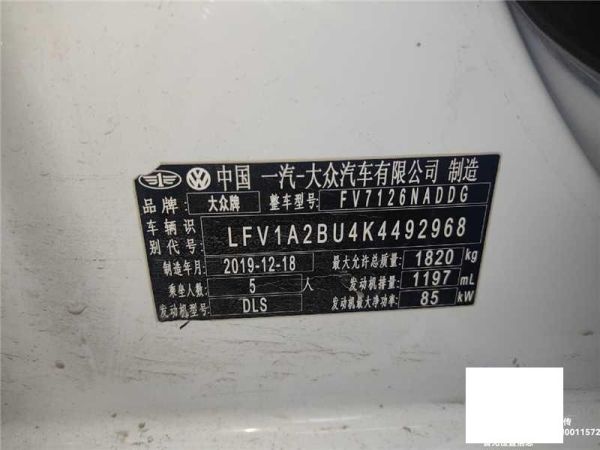 中国 一汽-大众汽车有限公司 制造
品牌: 大众牌 整车型号: FV7126NADDG
车辆识别代号: LFV1A2BU4K4492968
制造年月: 2019-12-18 最大允许总质量: 1820 kg
乘坐人数: 5 人 发动机排量: 1197 mL
发动机型号: DLS 发动机最大净功率: 85 kW
传
0011572